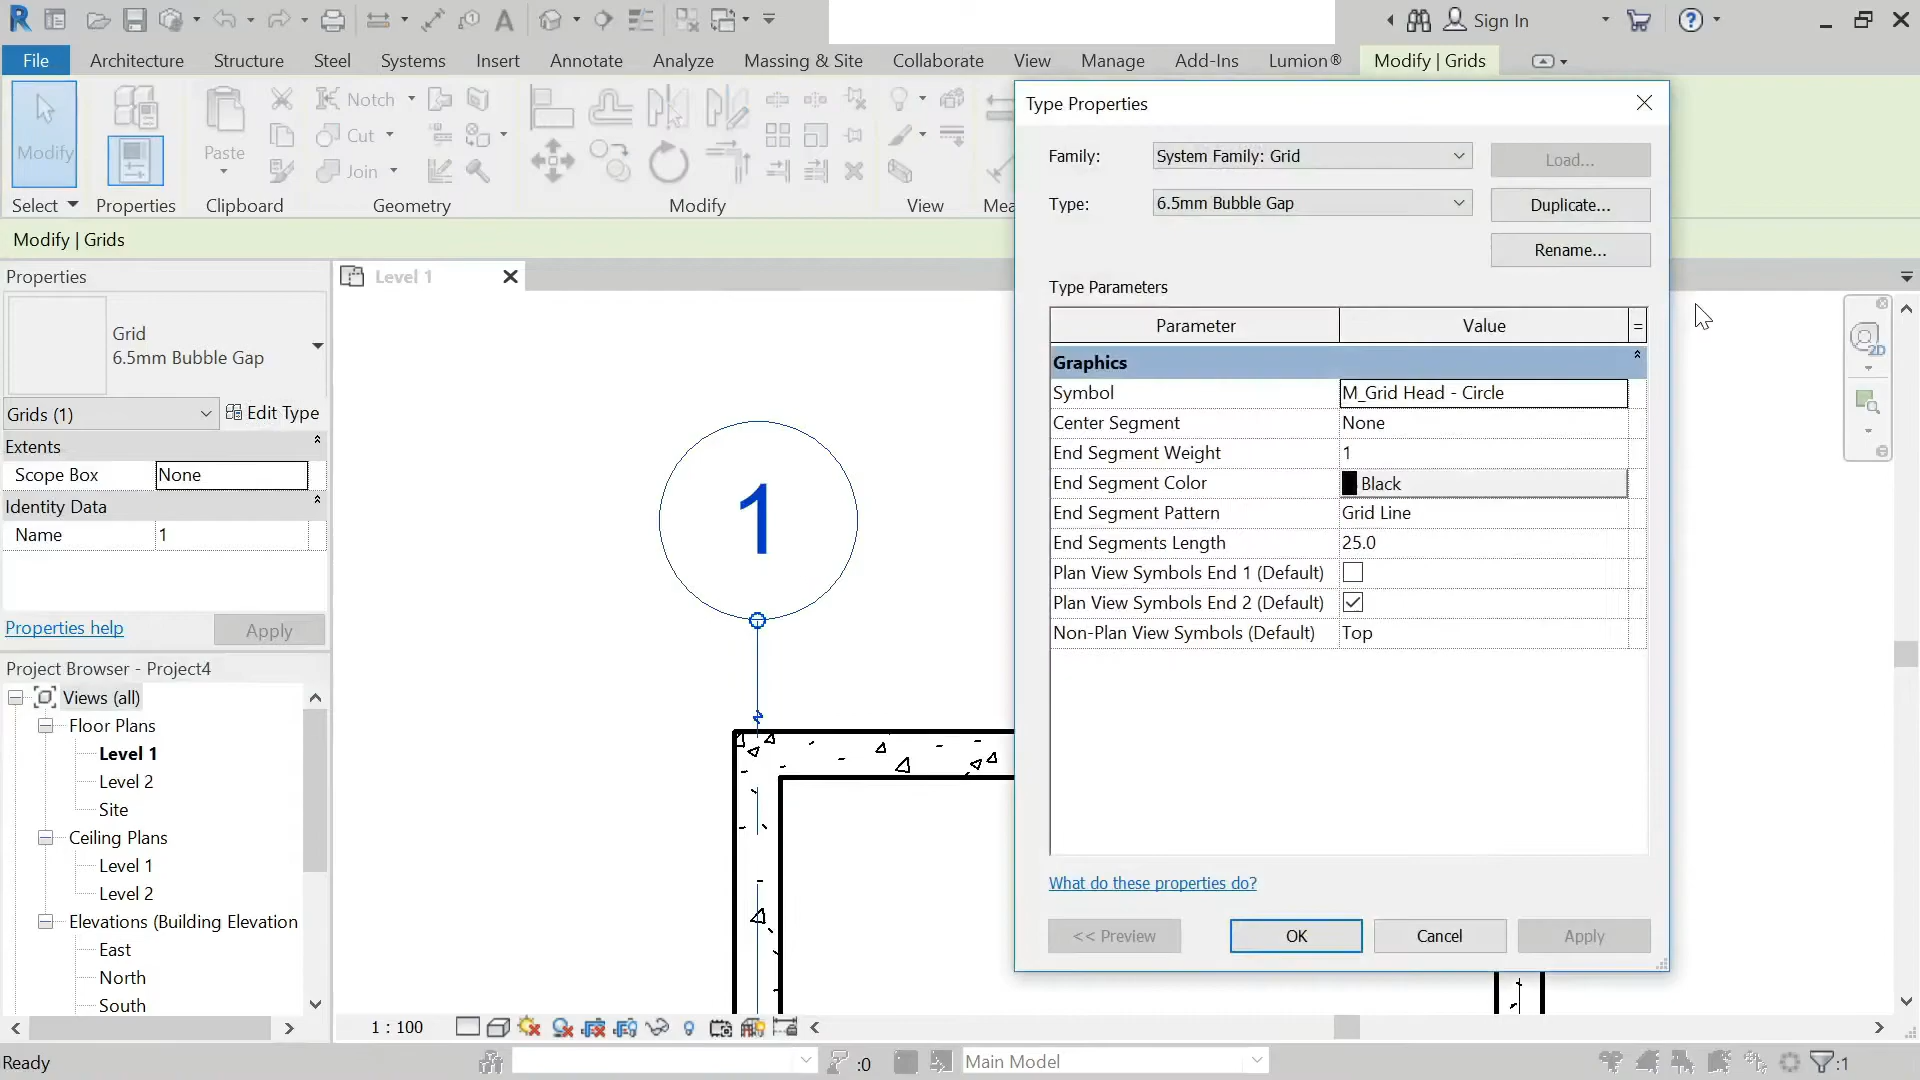 Sign In
File Architecture Structure Steel Systems Insert Annotate Analyze Massing & Site Collaborate View Manage Add-Ins Lumion® Modify | Grids
Modify
Paste
Notch
Cut
Join
Select Properties Clipboard Geometry Modify View Mea
Modify | Grids
Properties
Grid
6.5mm Bubble Gap
Grids (1) Edit Type
Extents
Scope Box None
Identity Data
Name 1
Properties help Apply
Project Browser - Project4
Views (all)
Floor Plans
Level 1
Level 2
Site
Ceiling Plans
Level 1
Level 2
Elevations (Building Elevation
East
North
South
Level 1
1
2D
Type Properties
Family: System Family: Grid Load...
Type: 6.5mm Bubble Gap Duplicate...
Rename...
Type Parameters
Parameter Value =
Graphics
Symbol M_Grid Head - Circle
Center Segment None
End Segment Weight 1
End Segment Color Black
End Segment Pattern Grid Line
End Segments Length 25.0
Plan View Symbols End 1 (Default)
Plan View Symbols End 2 (Default)
Non-Plan View Symbols (Default) Top
What do these properties do?
<< Preview OK Cancel Apply
1 : 100
Ready :0 Main Model :1